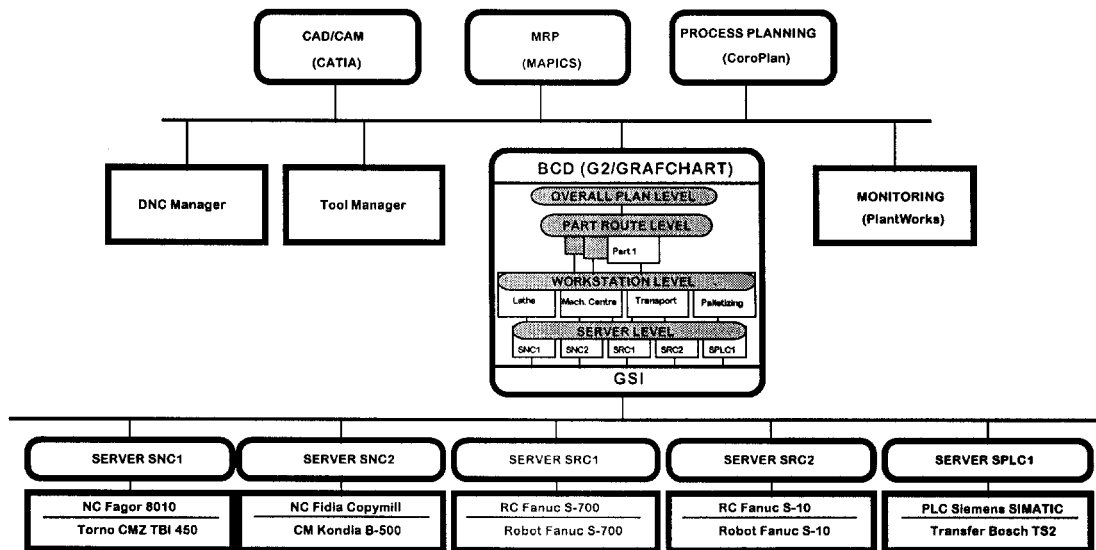 CAD/CAM
(CATIA)
MRP
(MAPICS)
PROCESS PLANNING
(CoroPlan)
DNC Manager
Tool Manager
BCD (G2/GRAFCHART)
OVERALL PLAN LEVEL
PART ROUTE LEVEL
Part 1
WORKSTATION LEVEL
Lathe
Mech. Centre
Transport
Palletizing
SERVER LEVEL
SNC1
SNC2
SRC1
SRC2
SPLC1
GSI
MONITORING
(PlantWorks)
SERVER SNC1
SERVER SNC2
SERVER SRC1
SERVER SRC2
SERVER SPLC1
NC Fagor 8010
Torno CMZ TBI 450
NC Fidia Copymill
CM Kondia B-500
RC Fanuc S-700
Robot Fanuc S-700
RC Fanuc S-10
Robot Fanuc S-10
PLC Siemens SIMATIC
Transfer Bosch TS2